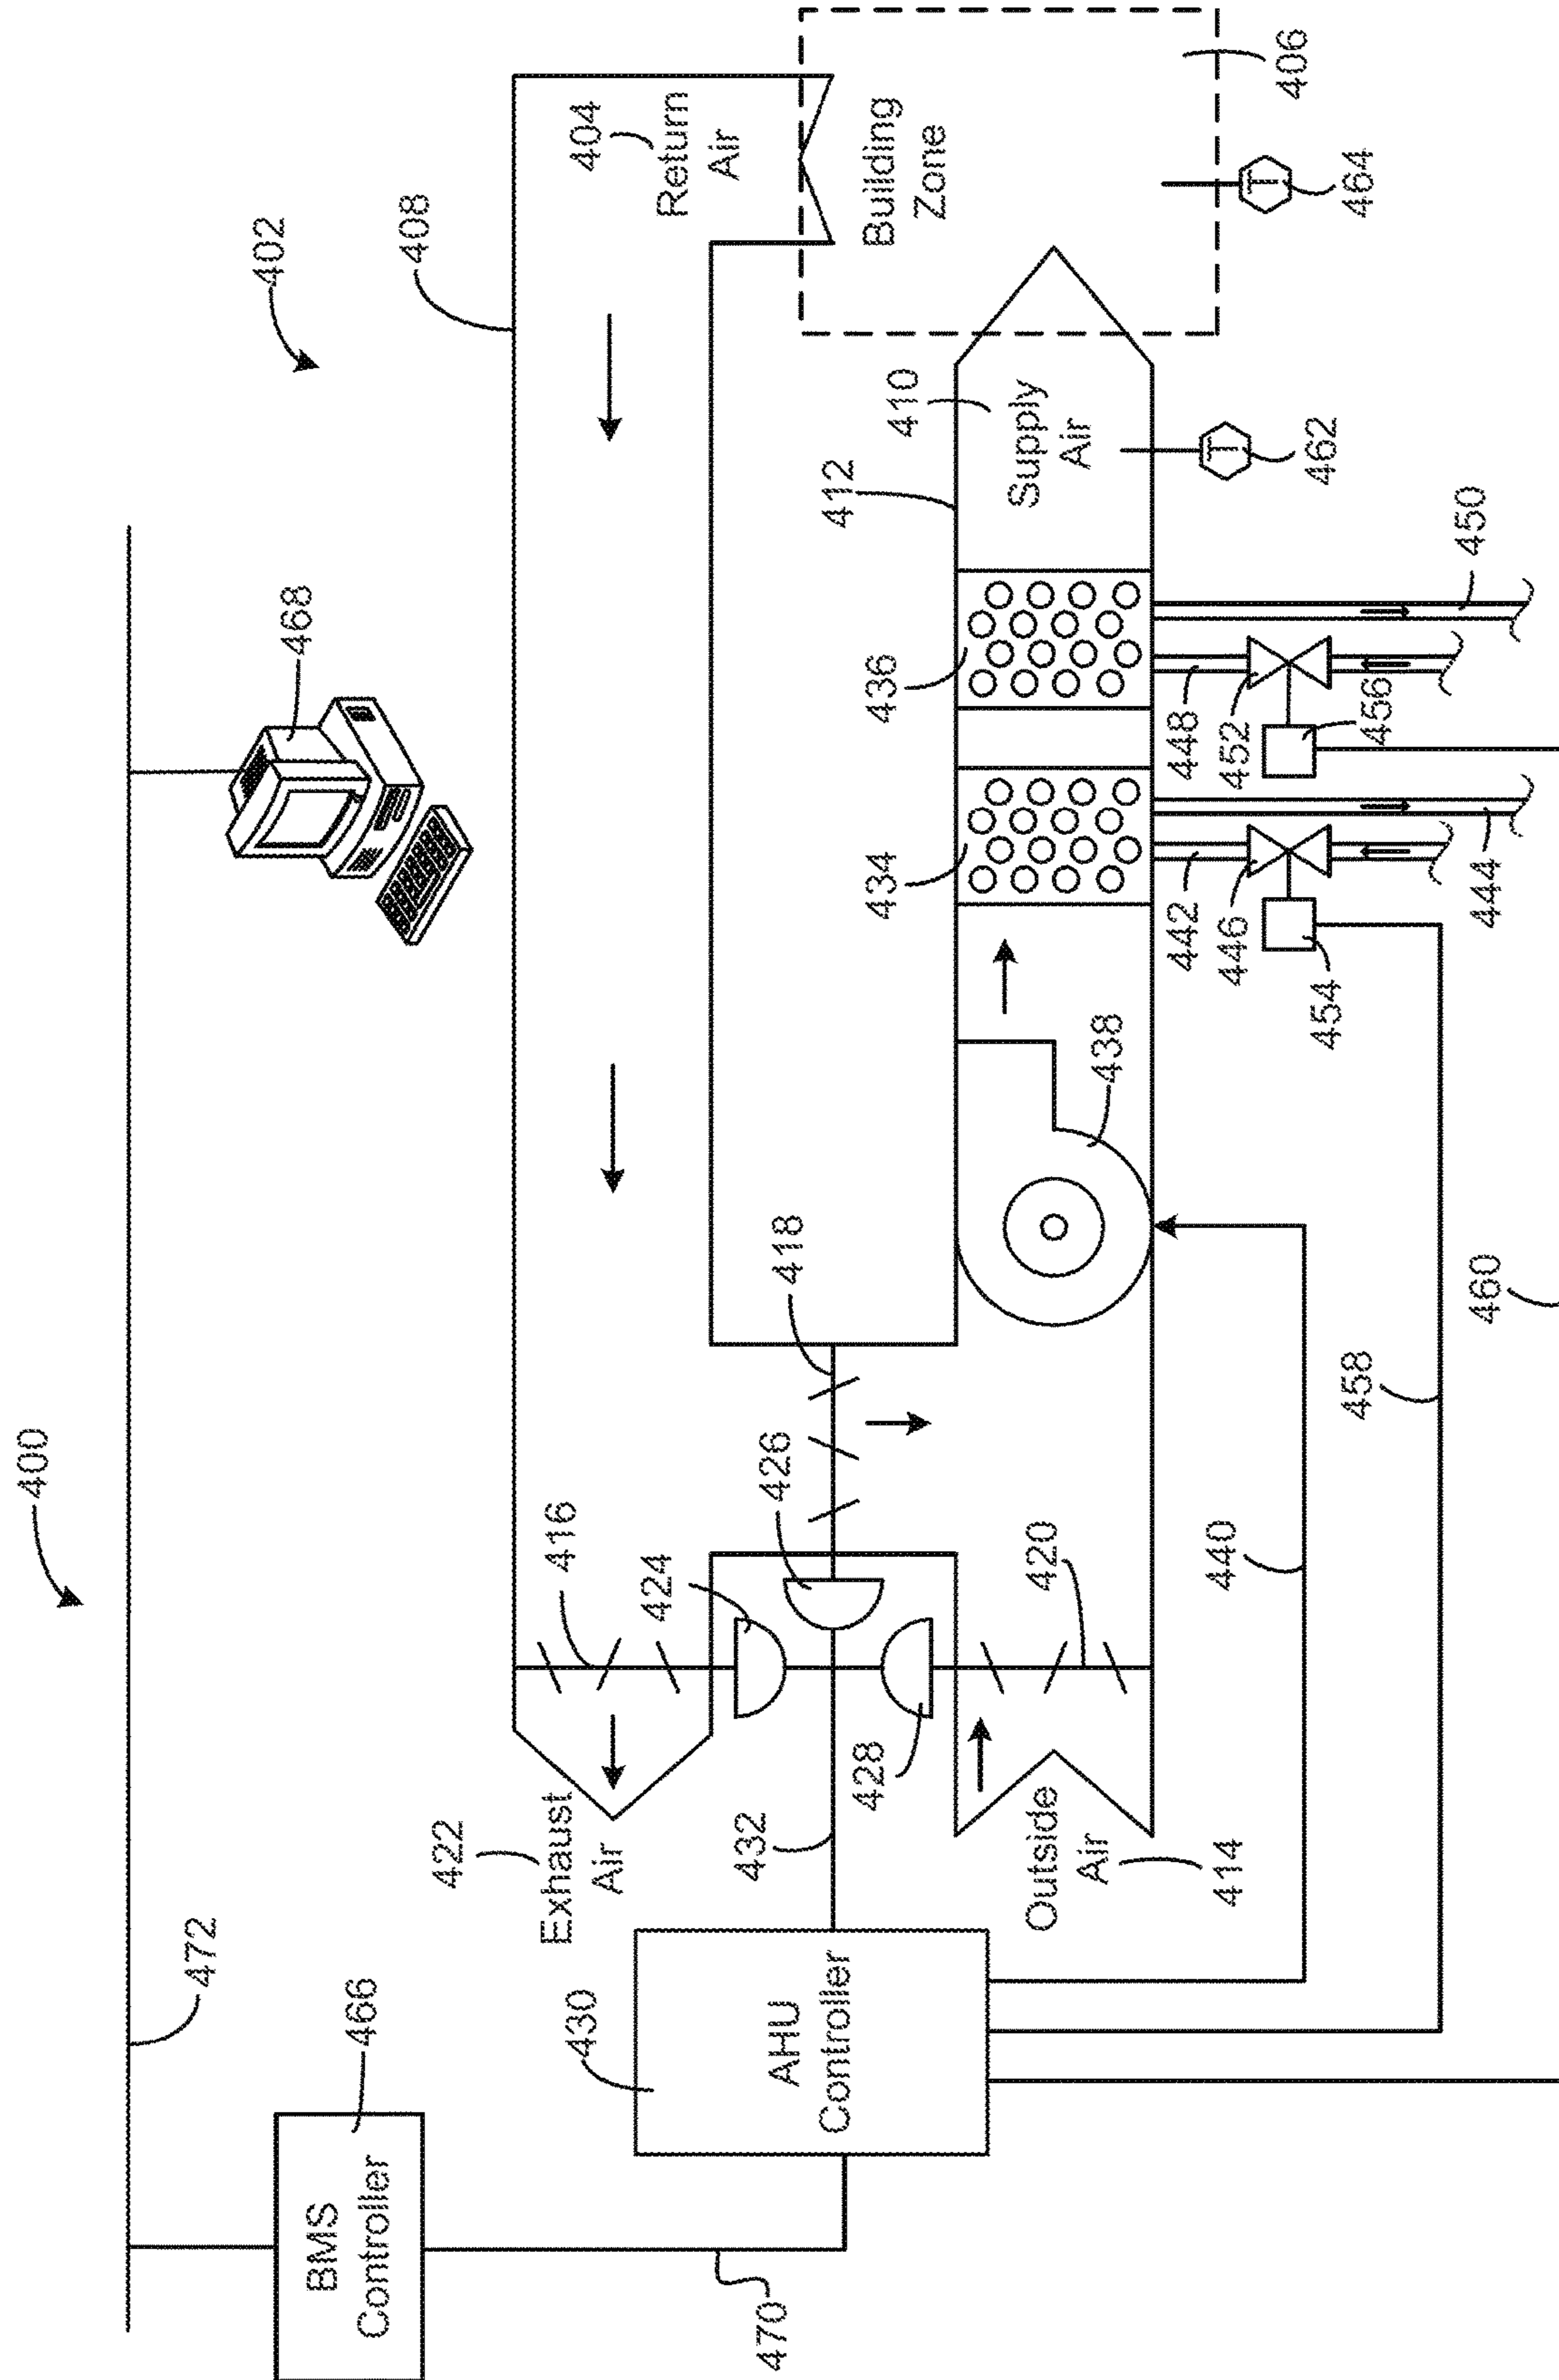 400
472
BMS
Controller
466
470
468
402
408
404
Return
Air
Building
Zone
406
464
422
Exhaust
Air
416
424
426
418
432
428
430
AHU
Controller
Outside
Air
414
420
438
434
436
412
410
Supply
Air
T
462
T
440
442
446
454
444
448
452
456
450
458
460